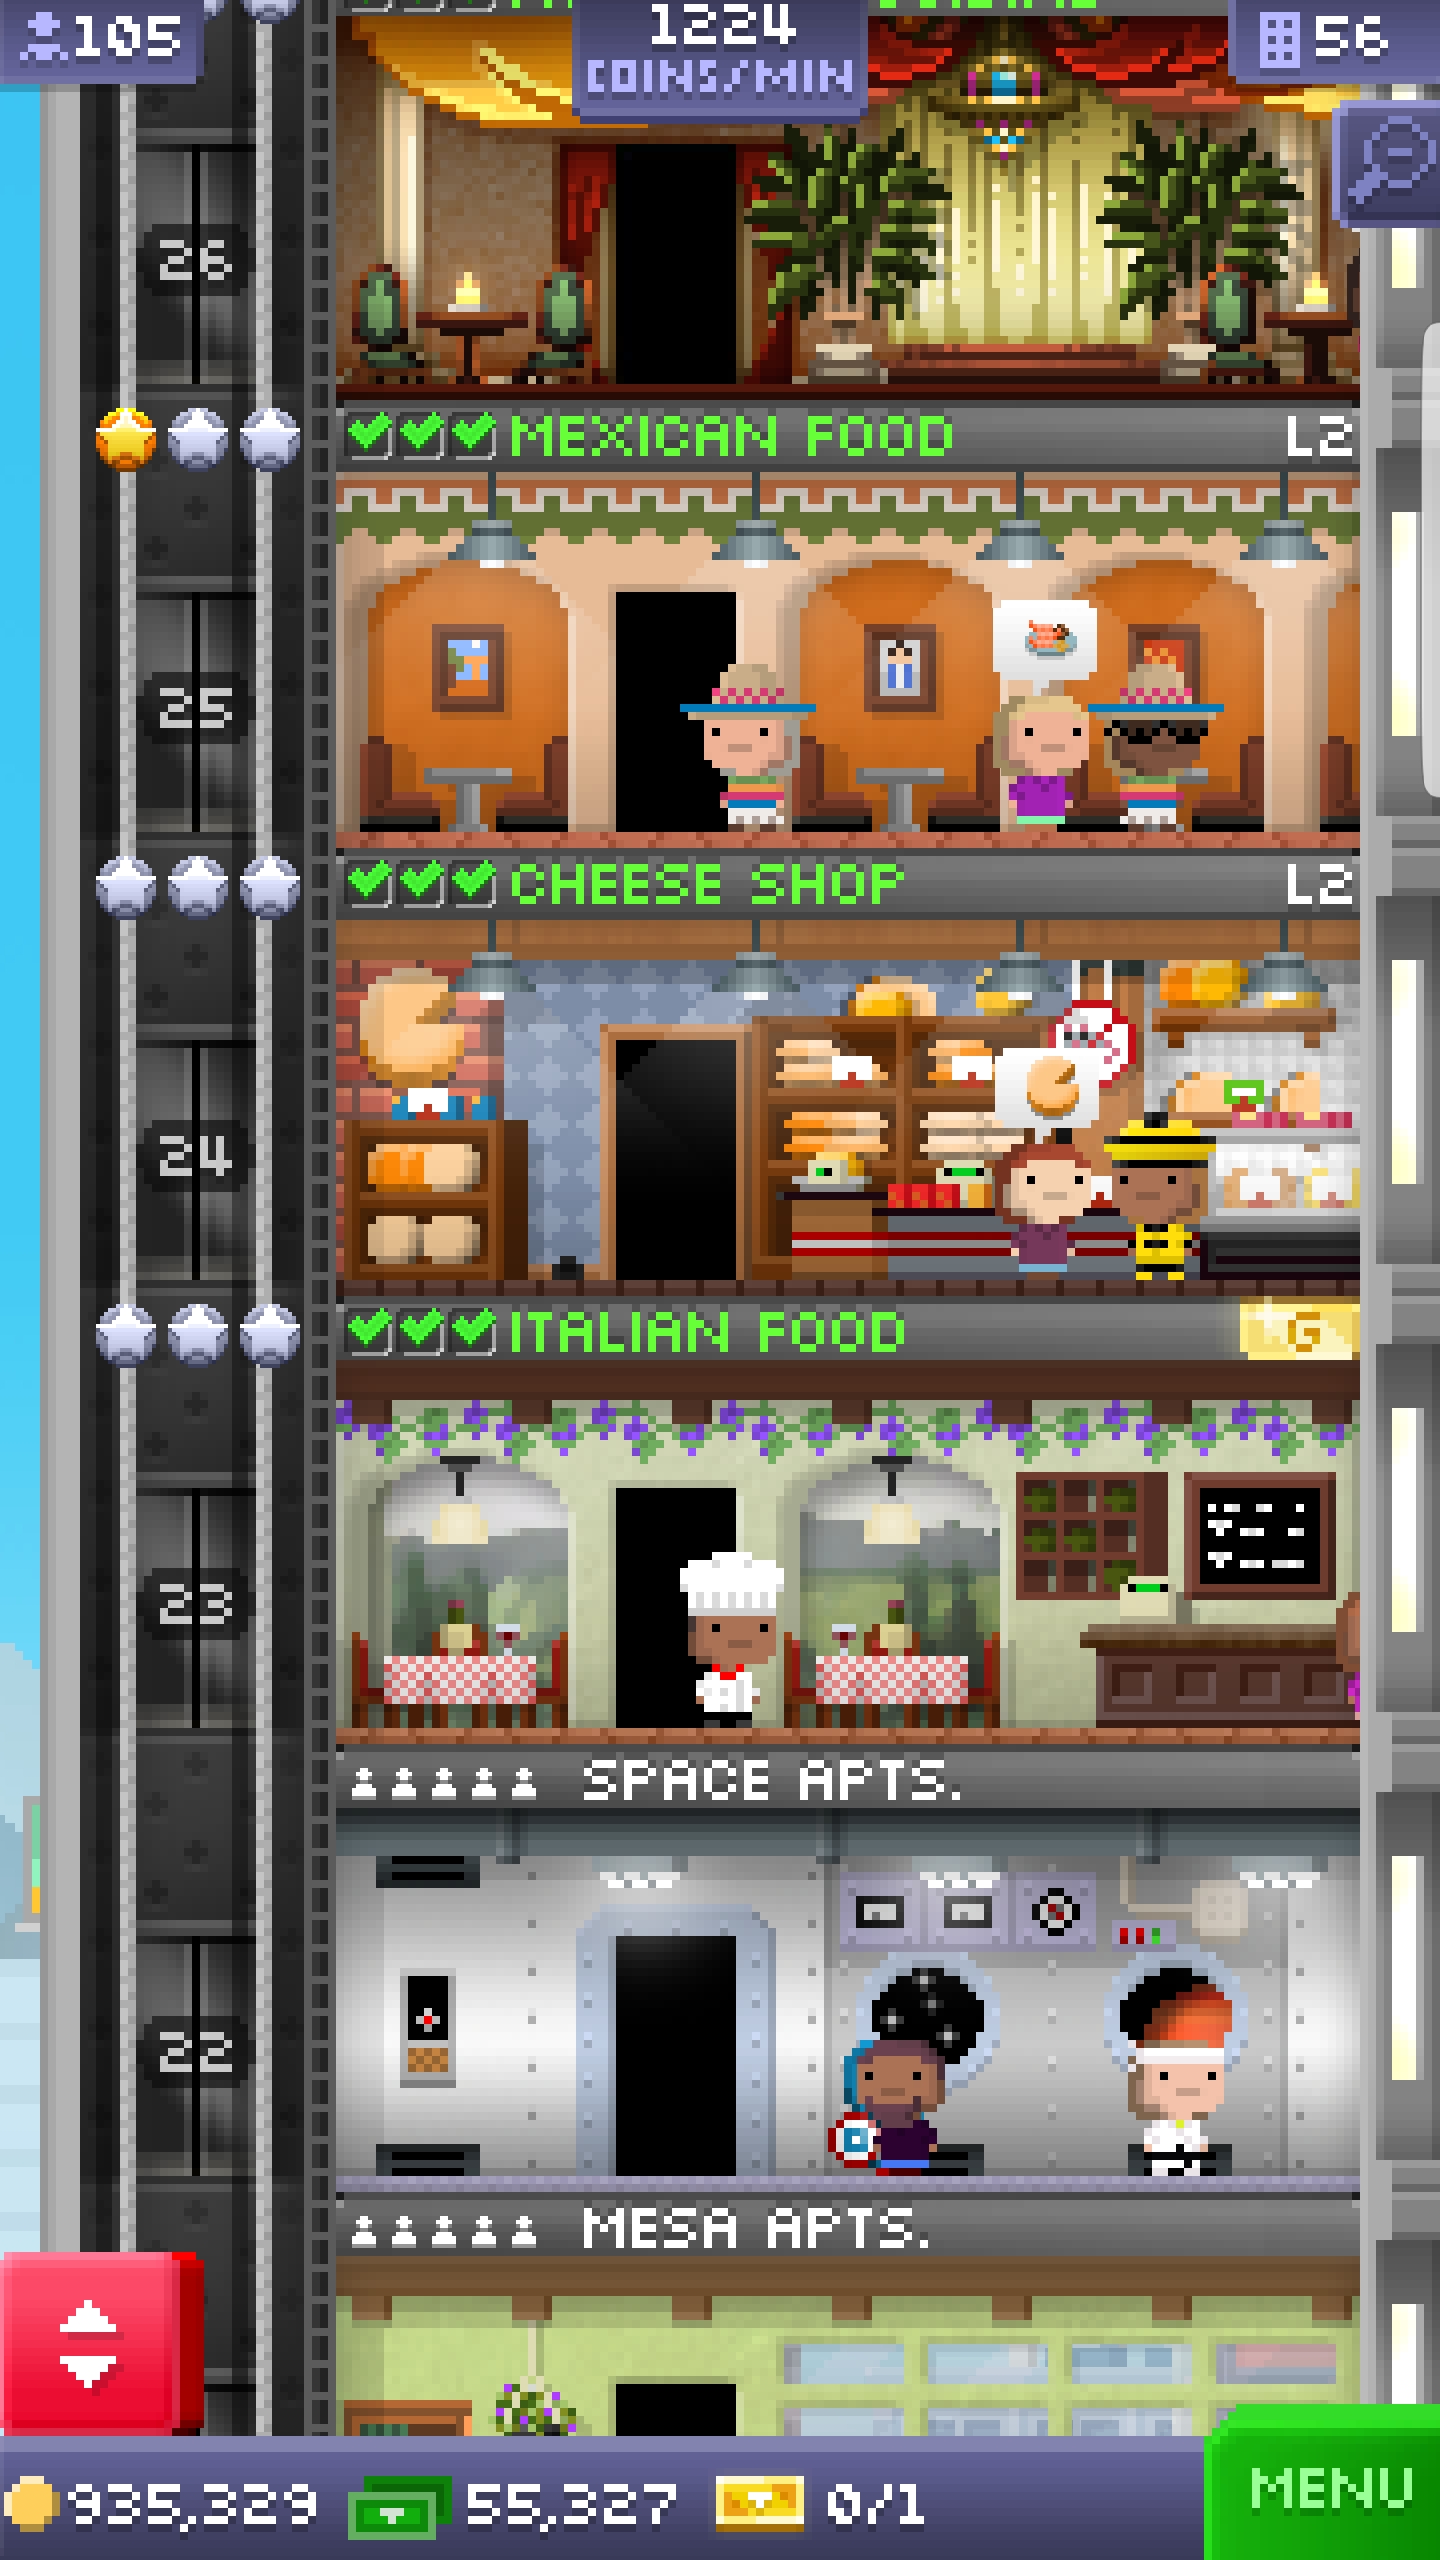 105
1224
COINS/MIN
56
26
MEXICAN FOOD L2
25
CHEESE SHOP L2
24
ITALIAN FOOD G
23
SPACE APTS.
22
MESA APTS.
935,329 55,327 0/1 MENU